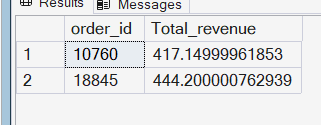 Results Messages
order_id Total_revenue
1 10760 417.14999961853
2 18845 444.200000762939